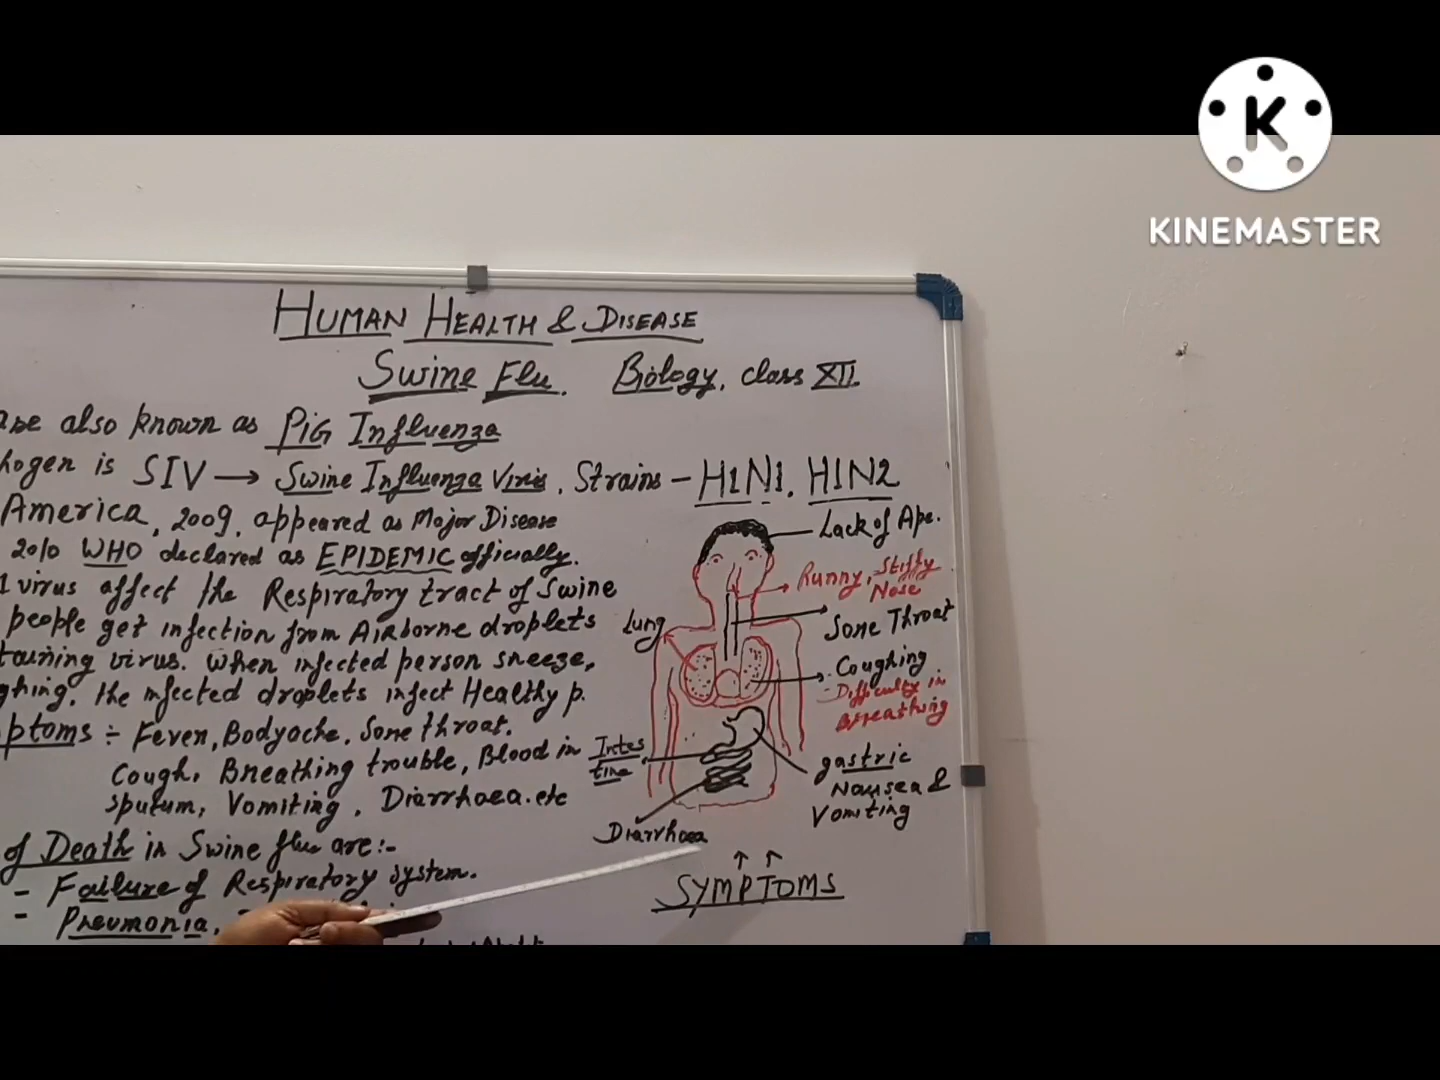 K
KINEMASTER
HUMAN HEALTH & DISEASE
Swine Flu. Biology, class XII.
are also known as PIG Influenza
hogen is SIV → Swine Influenza Viris, Strains - H1N1, H1N2
America, 2009, appeared as Major Disease
2010 WHO declared as EPIDEMIC officially.
virus affect the Respiratory tract of Swine
people get infection from Airborne droplets
taining virus. When infected person sneeze,
ghing. the infected droplets infect Healthy p.
ptoms ÷ Fever, Bodyache, Sore throat.
Cough, Breathing trouble, Blood in
sputum, Vomiting, Diarrhoea.etc
of Death in Swine flu are:-
- Failure of Respiratory system.
- Pneumonia,
Lack of Ape.
Runny, Stiffy
Nose
Lung
Sore Throat
Coughing
- Difficulty in
Breathing
Intes
tine
gastric
Nausea &
Vomiting
Diarrhoea
↑ ↑
SYMPTOMS